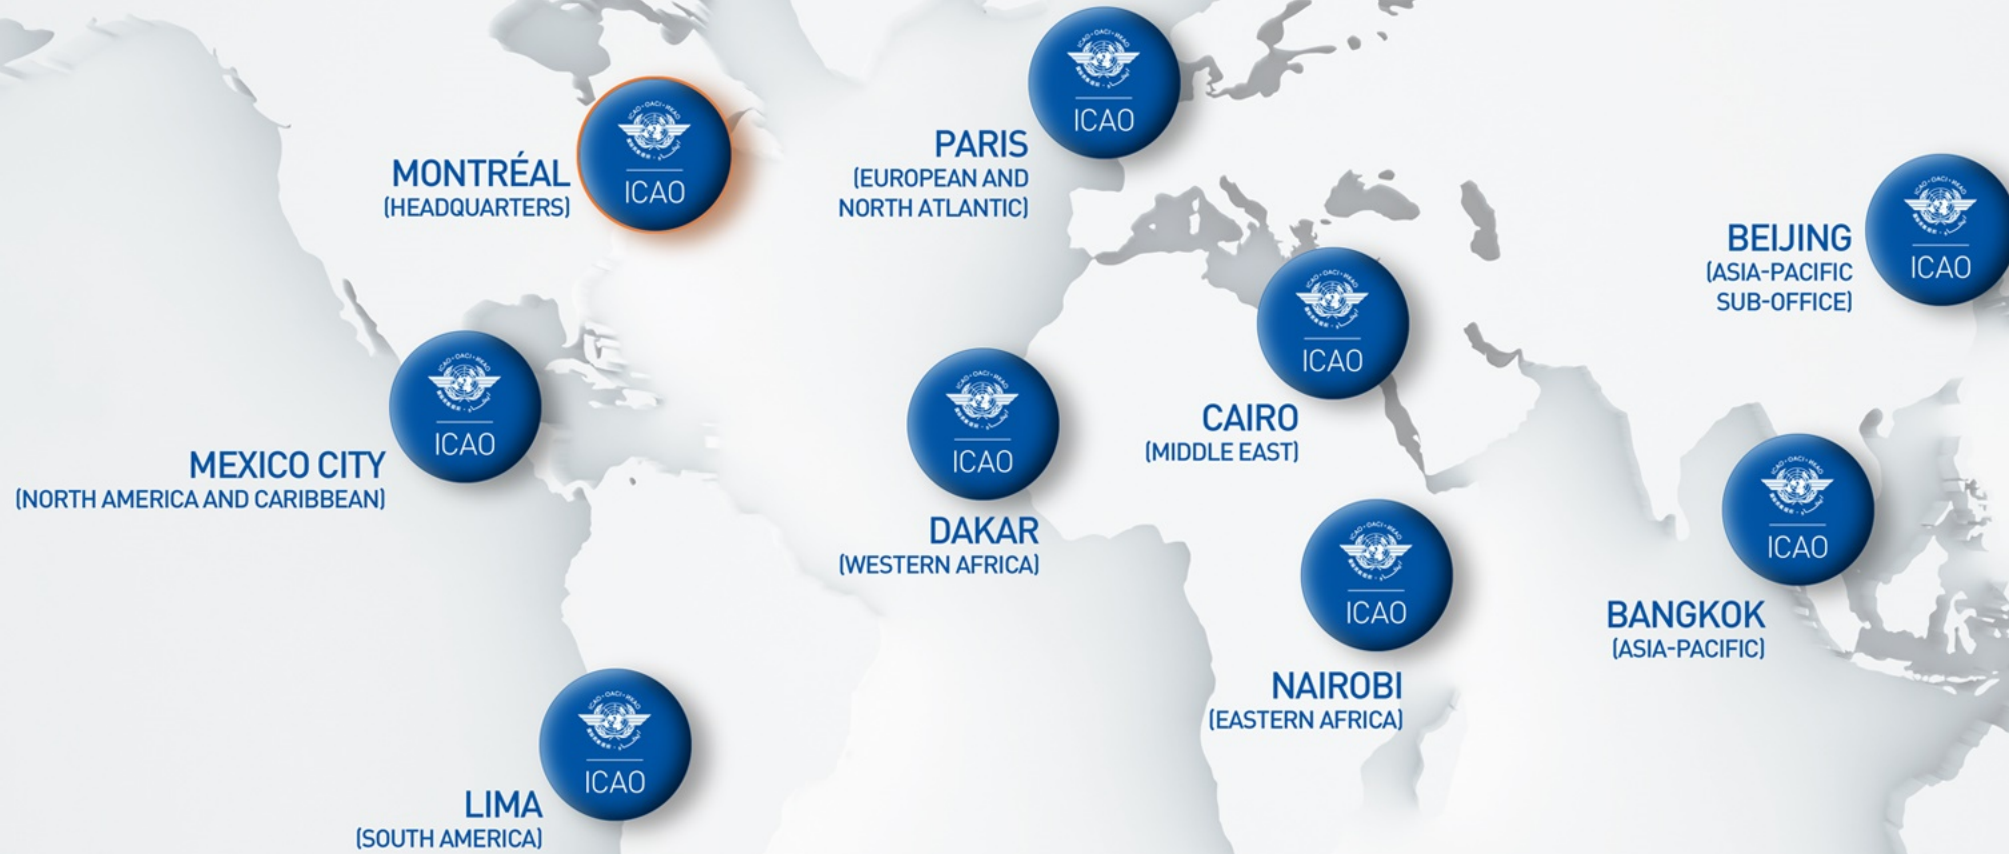 ICAO
MONTRÉAL
(HEADQUARTERS)
ICAO
PARIS
(EUROPEAN AND
NORTH ATLANTIC)
ICAO
BEIJING
(ASIA-PACIFIC
SUB-OFFICE)
ICAO
MEXICO CITY
(NORTH AMERICA AND CARIBBEAN)
ICAO
DAKAR
(WESTERN AFRICA)
ICAO
CAIRO
(MIDDLE EAST)
ICAO
NAIROBI
(EASTERN AFRICA)
ICAO
BANGKOK
(ASIA-PACIFIC)
ICAO
LIMA
(SOUTH AMERICA)